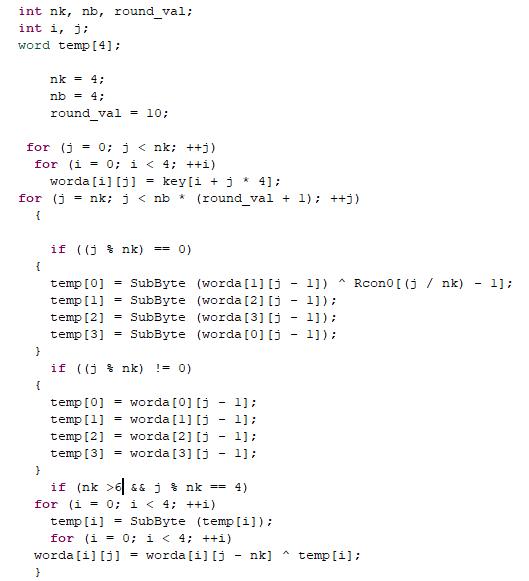 int nk, nb, round_val;
int i, j;
word temp[4];
nk = 4;
nb = 4;
round_val = 10;
for (j = 0; j < nk; ++j)
for (i = 0; i < 4; ++i)
worda[i][j] = key[i + j * 4];
for (j = nk; j < nb * (round_val + 1); ++j)
{
if ((j % nk) == 0)
{
temp[0] = SubByte (worda[1][j - 1]) ^ Rcon0[(j / nk) - 1];
temp[1] = SubByte (worda[2][j - 1]);
temp[2] = SubByte (worda[3][j - 1]);
temp[3] = SubByte (worda[0][j - 1]);
}
if ((j % nk) != 0)
{
temp[0] = worda[0][j - 1];
temp[1] = worda[1][j - 1];
temp[2] = worda[2][j - 1];
temp[3] = worda[3][j - 1];
}
if (nk >6 && j % nk == 4)
for (i = 0; i < 4; ++i)
temp[i] = SubByte (temp[i]);
for (i = 0; i < 4; ++i)
worda[i][j] = worda[i][j - nk] ^ temp[i];
}